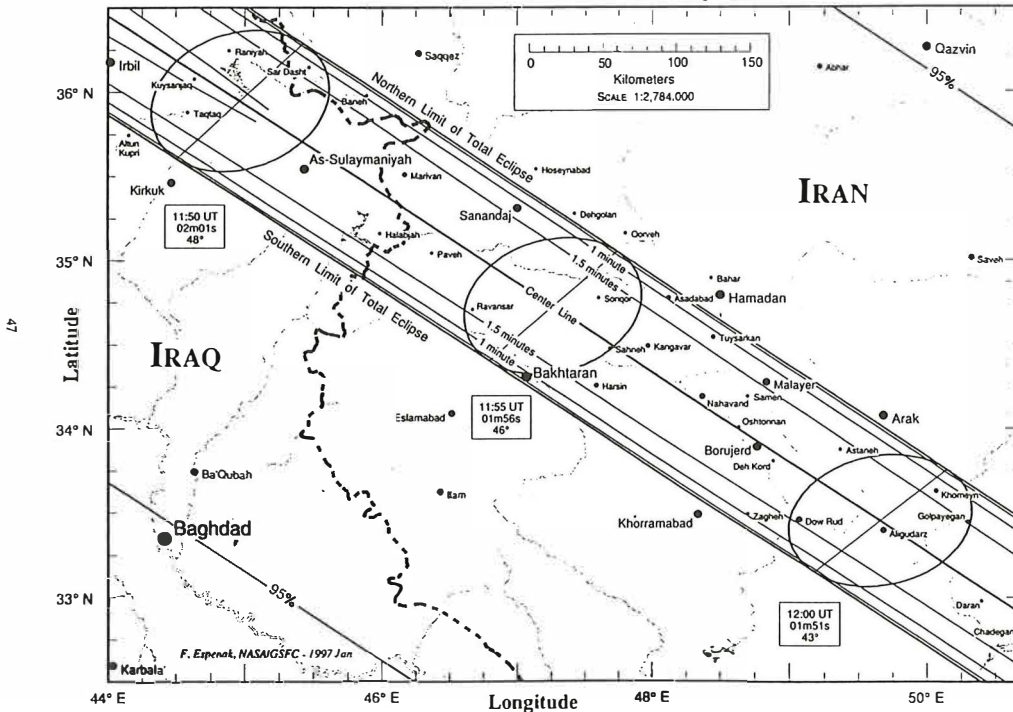 Irbil
Raniyah
Kuysanjaq
Sar Dasht
Taqtaq
Baneh
Altun
Kupri
Kirkuk
As-Sulaymaniyah
Marivan
Halabjah
Paveh
Saqqez
Northern Limit of Total Eclipse
Southern Limit of Total Eclipse
0 50 100 150
Kilometers
SCALE 1:2,784.000
Qazvin
Abhar
95%
Hoseynabad
Sanandaj
Dehgolan
Qorveh
IRAN
Saveh
11:50 UT
02m01s
48°
1 minute
1.5 minutes
Center Line
1.5 minutes
1 minute
Ravansar
Sonqor
Bahar
Asadabad
Hamadan
Tuysarkan
Sahneh
Kangavar
Bakhtaran
Harsin
Malayer
Nahavand
Samen
Arak
Oshtonnan
Borujerd
Deh Kord
Astaneh
IRAQ
11:55 UT
01m56s
46°
Eslamabad
Ba'Qubah
Ilam
Baghdad
Khorramabad
Zagheh
Dow Rud
Khomeyn
Golpayegan
Aligudarz
95%
12:00 UT
01m51s
43°
Daran
Chadegan
F. Espenak, NASA/GSFC - 1997 Jan
Karbala'
36° N
35° N
34° N
33° N
Latitude
47
44° E
46° E
48° E
50° E
Longitude